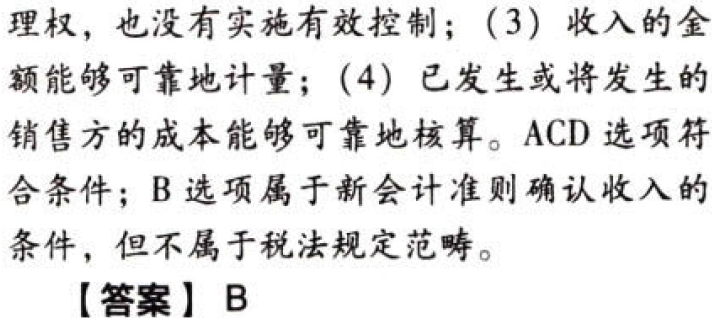 理权，也没有实施有效控制；（3）收入的金
额能够可靠地计量；（4）已发生或将发生的
销售方的成本能够可靠地核算。ACD 选项符
合条件；B 选项属于新会计准则确认收入的
条件，但不属于税法规定范畴。
【答案】 B